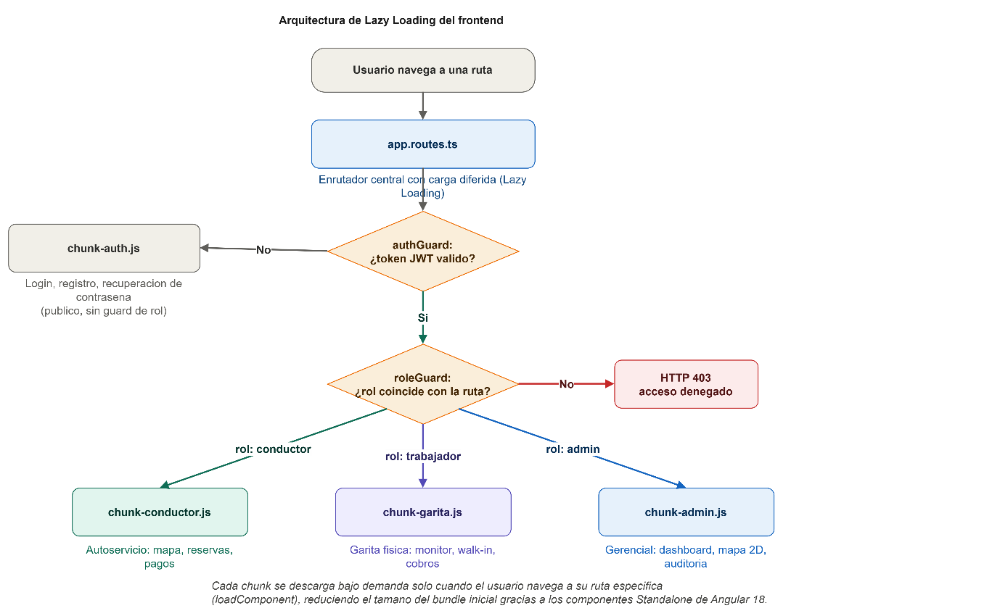 Arquitectura de Lazy Loading del frontend
Usuario navega a una ruta
app.routes.ts
Enrutador central con carga diferida (Lazy
Loading)
authGuard:
¿token JWT valido?
No
chunk-auth.js
Login, registro, recuperacion de
contrasena
(publico, sin guard de rol)
Si
roleGuard:
¿rol coincide con la ruta?
No
HTTP 403
acceso denegado
rol: conductor
rol: trabajador
rol: admin
chunk-conductor.js
chunk-garita.js
chunk-admin.js
Autoservicio: mapa, reservas,
pagos
Garita fisica: monitor, walk-in,
cobros
Gerencial: dashboard, mapa 2D,
auditoria
Cada chunk se descarga bajo demanda solo cuando el usuario navega a su ruta especifica
(loadComponent), reduciendo el tamano del bundle inicial gracias a los componentes Standalone de Angular 18.